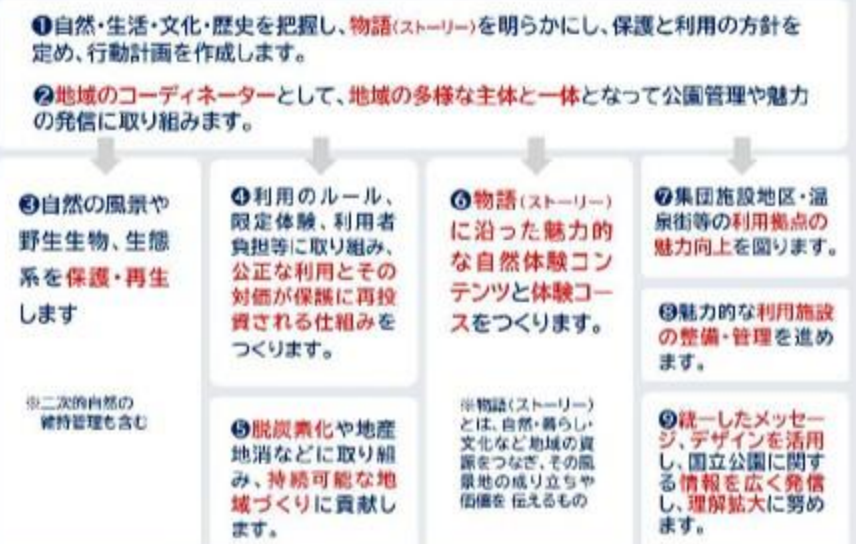 ❶自然・生活・文化・歴史を把握し、物語(ストーリー)を明らかにし、保護と利用の方針を
定め、行動計画を作成します。
❷地域のコーディネーターとして、地域の多様な主体と一体となって公園管理や魅力
の発信に取り組みます。
❸自然の風景や
野生生物、生態
系を保護・再生
します
※二次的自然の
維持管理も含む
❹利用のルール、
限定体験、利用者
負担等に取り組み、
公正な利用とその
対価が保護に再投
資される仕組みを
つくります。
❺脱炭素化や地産
地消などに取り組
み、持続可能な地
域づくりに貢献し
ます。
❻物語(ストーリー)
に沿った魅力的
な自然体験コン
テンツと体験コー
スをつくります。
※物語(ストーリー)
とは、自然・暮らし・
文化など地域の資
源をつなぎ、その風
景地の成り立ちや
価値を 伝えるもの
❼集団施設地区・温
泉街等の利用拠点の
魅力向上を図ります。
❽魅力的な利用施設
の整備・管理を進め
ます。
❾統一したメッセー
ジ、デザインを活用
し、国立公園に関す
る情報を広く発信
し、理解拡大に努め
ます。